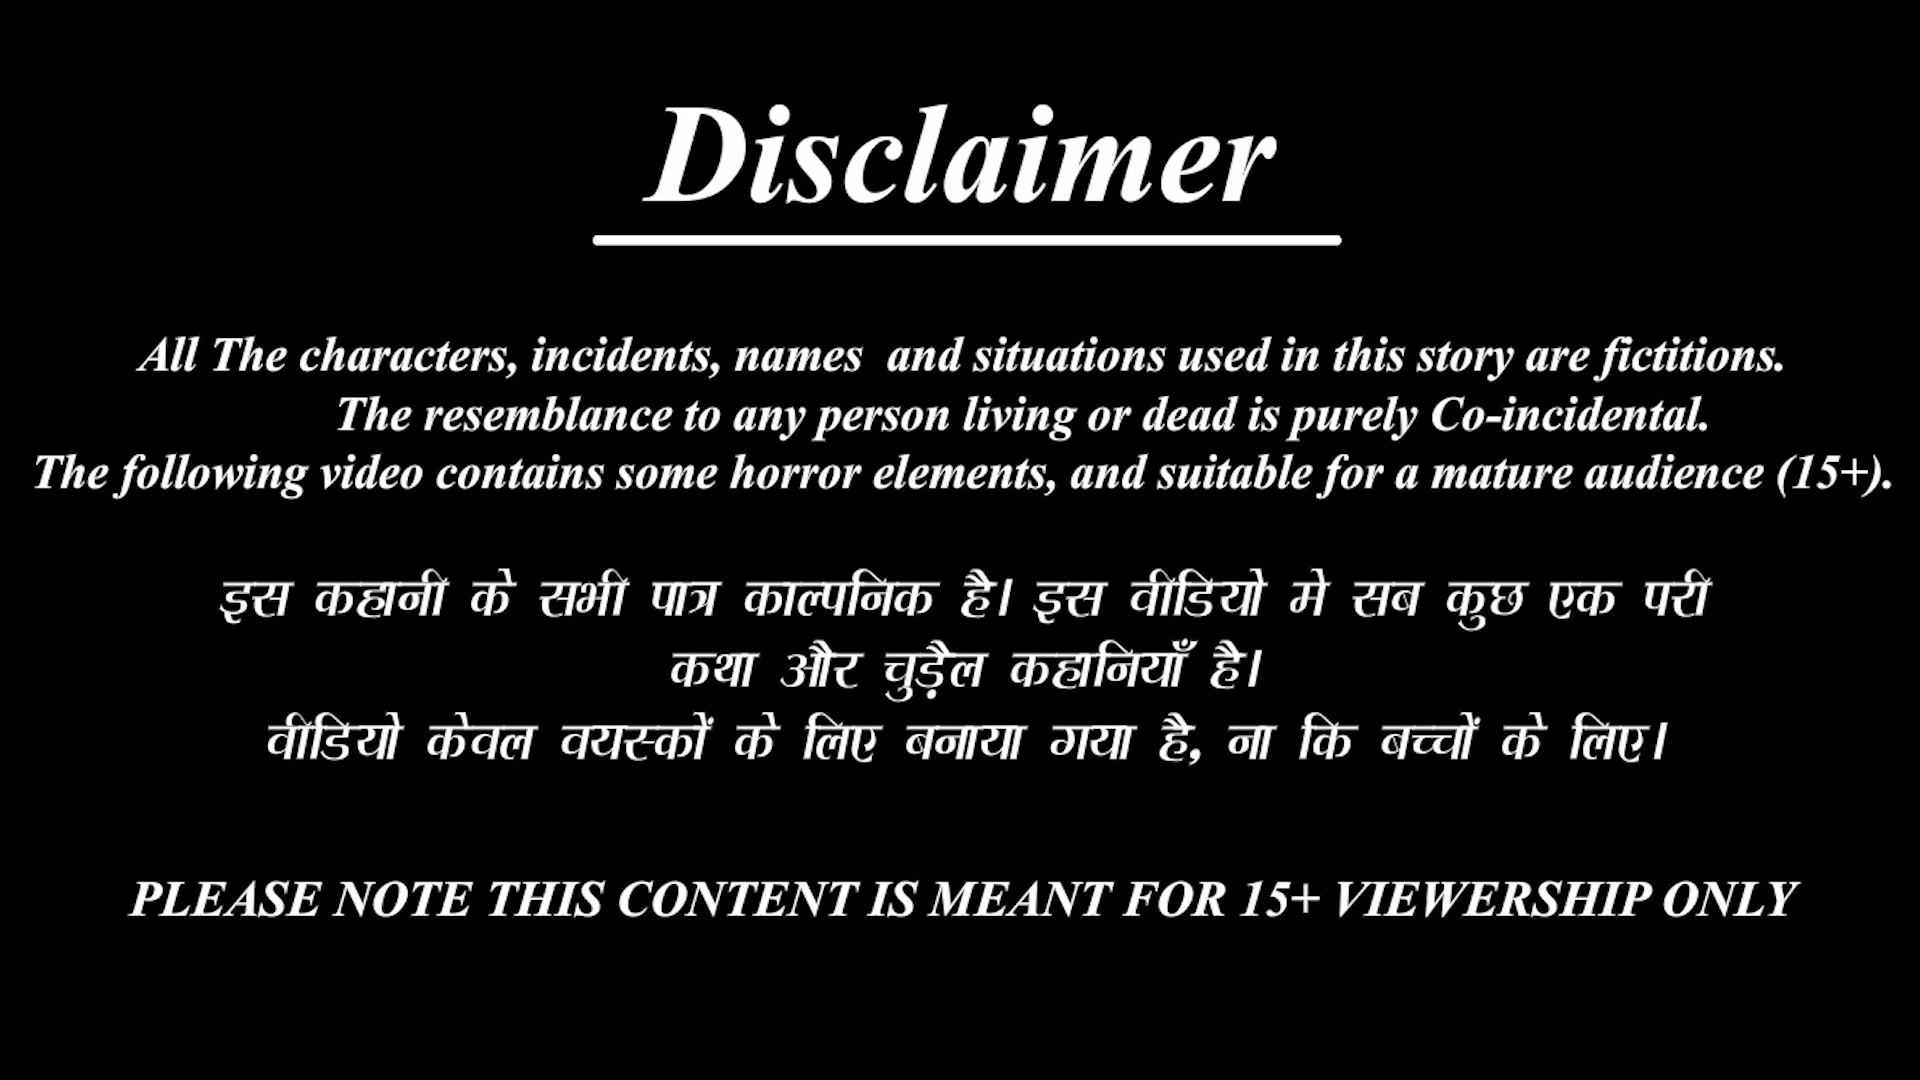 Disclaimer
All The characters, incidents, names and situations used in this story are fictitions.
The resemblance to any person living or dead is purely Co-incidental.
The following video contains some horror elements, and suitable for a mature audience (15+).
इस कहानी के सभी पात्र काल्पनिक है। इस वीडियो मे सब कुछ एक परी
कथा और चुड़ैल कहानियाँ है।
वीडियो केवल वयस्कों के लिए बनाया गया है, ना कि बच्चों के लिए।
PLEASE NOTE THIS CONTENT IS MEANT FOR 15+ VIEWERSHIP ONLY